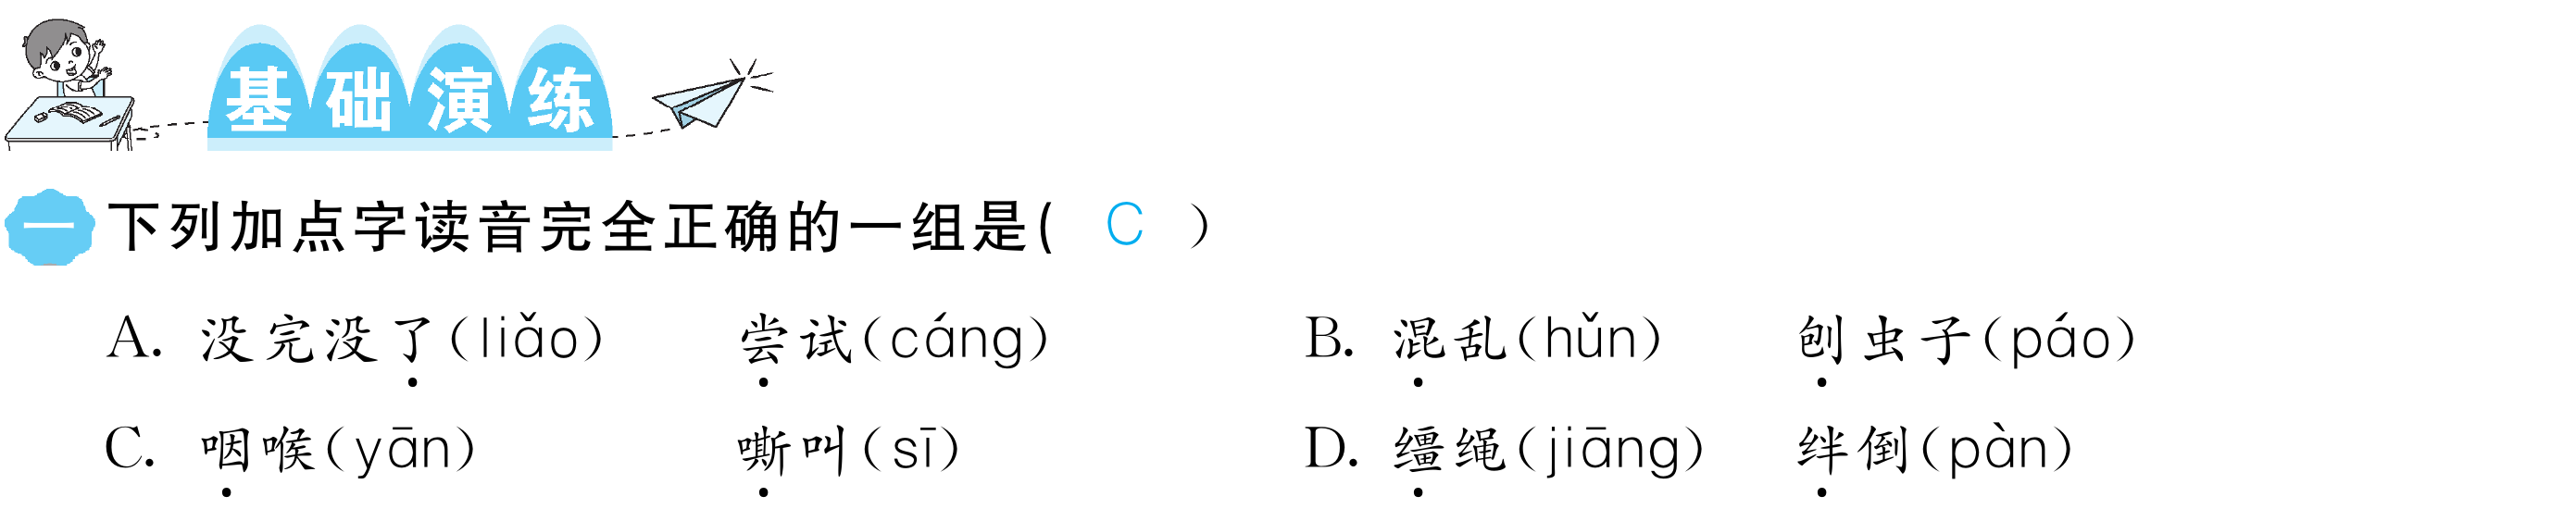 基础演练
一 下列加点字读音完全正确的一组是( C )
A. 没完没了(liǎo) 尝试(cáng) B. 混乱(hǔn) 刨虫子(páo)
C. 咽喉(yān) 嘶叫(sī) D. 缰绳(jiāng) 绊倒(pàn)